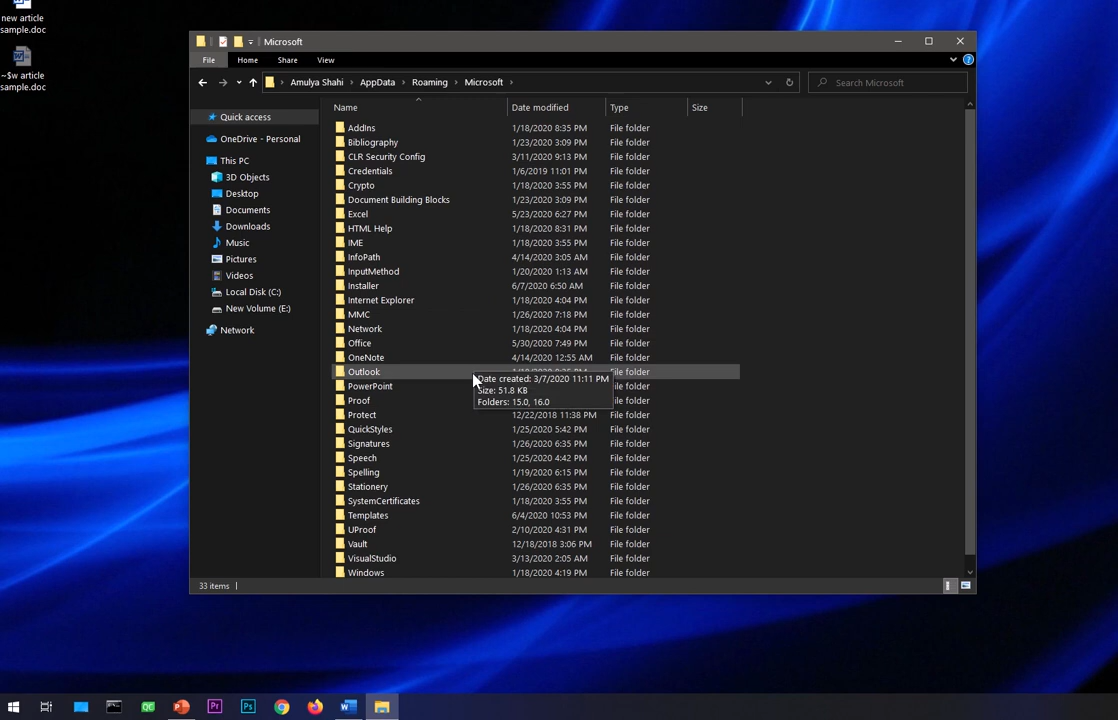 new article
sample.doc
~$w article
sample.doc
Microsoft
File Home Share View
Amulya Shahi > AppData > Roaming > Microsoft >
Search Microsoft
Quick access
OneDrive - Personal
This PC
3D Objects
Desktop
Documents
Downloads
Music
Pictures
Videos
Local Disk (C:)
New Volume (E:)
Network
Name Date modified Type Size
AddIns 1/18/2020 8:35 PM File folder
Bibliography 1/23/2020 3:09 PM File folder
CLR Security Config 3/11/2020 9:13 PM File folder
Credentials 1/6/2019 11:01 PM File folder
Crypto 1/18/2020 3:55 PM File folder
Document Building Blocks 1/23/2020 3:09 PM File folder
Excel 5/23/2020 6:27 PM File folder
HTML Help 1/18/2020 8:31 PM File folder
IME 1/18/2020 3:55 PM File folder
InfoPath 4/14/2020 3:05 AM File folder
InputMethod 1/20/2020 1:13 AM File folder
Installer 6/7/2020 6:50 AM File folder
Internet Explorer 1/18/2020 4:04 PM File folder
MMC 1/26/2020 7:18 PM File folder
Network 1/18/2020 4:04 PM File folder
Office 5/30/2020 7:49 PM File folder
OneNote 4/14/2020 12:55 AM File folder
Outlook File folder
Date created: 3/7/2020 11:11 PM
Size: 51.8 KB
Folders: 15.0, 16.0
PowerPoint File folder
Proof File folder
Protect 12/22/2018 11:38 PM File folder
QuickStyles 1/25/2020 5:42 PM File folder
Signatures 1/26/2020 6:35 PM File folder
Speech 1/25/2020 4:42 PM File folder
Spelling 1/19/2020 6:15 PM File folder
Stationery 1/26/2020 6:35 PM File folder
SystemCertificates 1/18/2020 3:55 PM File folder
Templates 6/4/2020 10:53 PM File folder
UProof 2/10/2020 4:31 PM File folder
Vault 12/18/2018 3:06 PM File folder
VisualStudio 3/13/2020 2:05 AM File folder
Windows 1/18/2020 4:19 PM File folder
33 items
QC P Pr Ps W